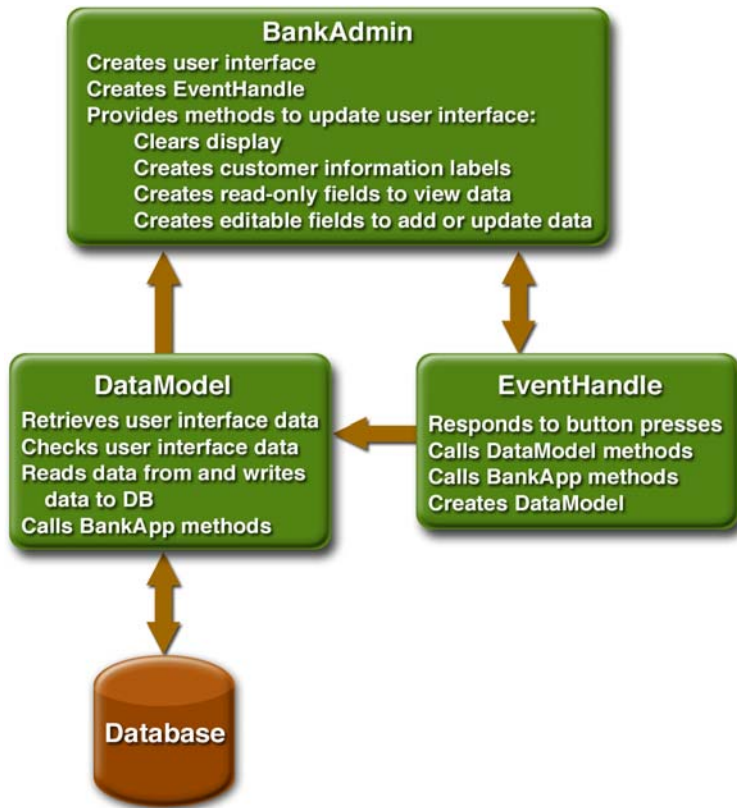 BankAdmin
Creates user interface
Creates EventHandle
Provides methods to update user interface:
Clears display
Creates customer information labels
Creates read-only fields to view data
Creates editable fields to add or update data
DataModel
Retrieves user interface data
Checks user interface data
Reads data from and writes
data to DB
Calls BankApp methods
EventHandle
Responds to button presses
Calls DataModel methods
Calls BankApp methods
Creates DataModel
Database